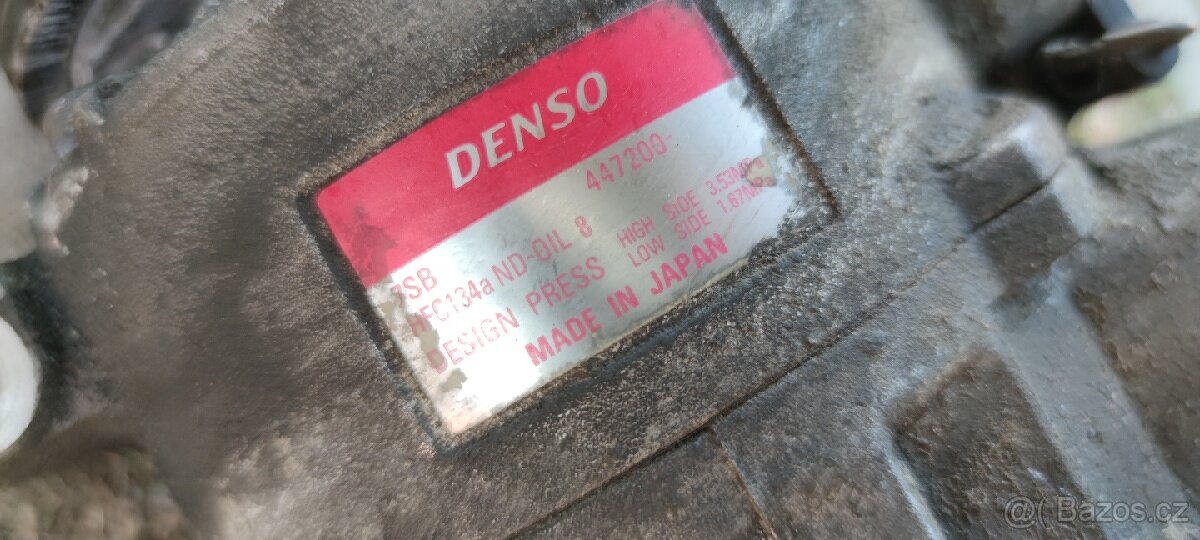 DENSO
447200-
7SB
HFC134a ND-OIL 8
DESIGN PRESS HIGH SIDE 3.53MPa
LOW SIDE 1.67
MADE IN JAPAN
@( Bazos.cz